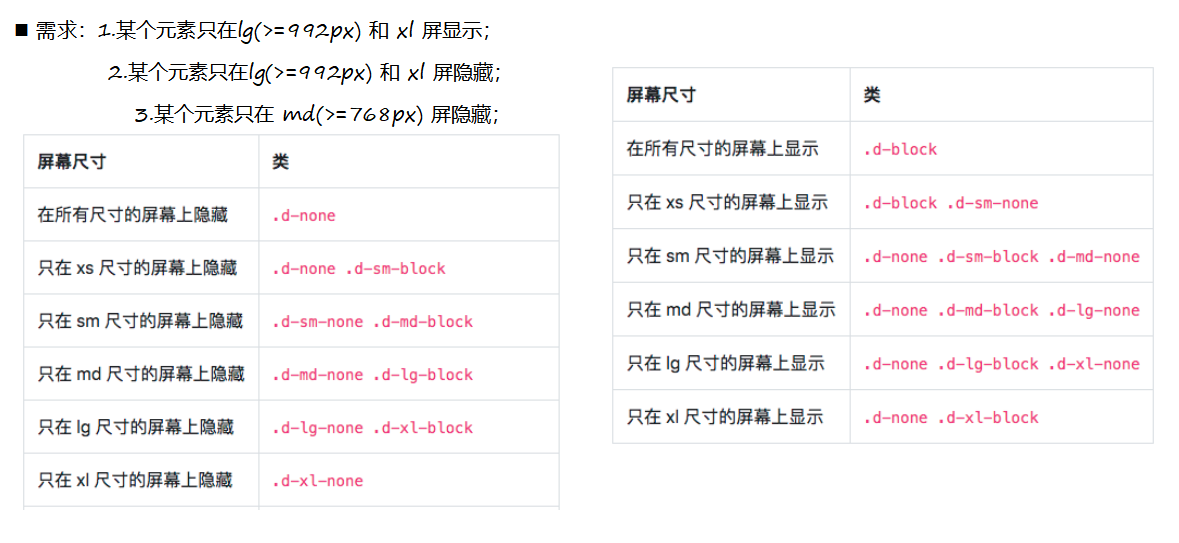 ■ 需求：1.某个元素只在lg(>=992px) 和 xl 屏显示；
2.某个元素只在lg(>=992px) 和 xl 屏隐藏；
3.某个元素只在 md(>=768px) 屏隐藏；
屏幕尺寸 类
在所有尺寸的屏幕上隐藏 .d-none
只在 xs 尺寸的屏幕上隐藏 .d-none .d-sm-block
只在 sm 尺寸的屏幕上隐藏 .d-sm-none .d-md-block
只在 md 尺寸的屏幕上隐藏 .d-md-none .d-lg-block
只在 lg 尺寸的屏幕上隐藏 .d-lg-none .d-xl-block
只在 xl 尺寸的屏幕上隐藏 .d-xl-none
屏幕尺寸 类
在所有尺寸的屏幕上显示 .d-block
只在 xs 尺寸的屏幕上显示 .d-block .d-sm-none
只在 sm 尺寸的屏幕上显示 .d-none .d-sm-block .d-md-none
只在 md 尺寸的屏幕上显示 .d-none .d-md-block .d-lg-none
只在 lg 尺寸的屏幕上显示 .d-none .d-lg-block .d-xl-none
只在 xl 尺寸的屏幕上显示 .d-none .d-xl-block